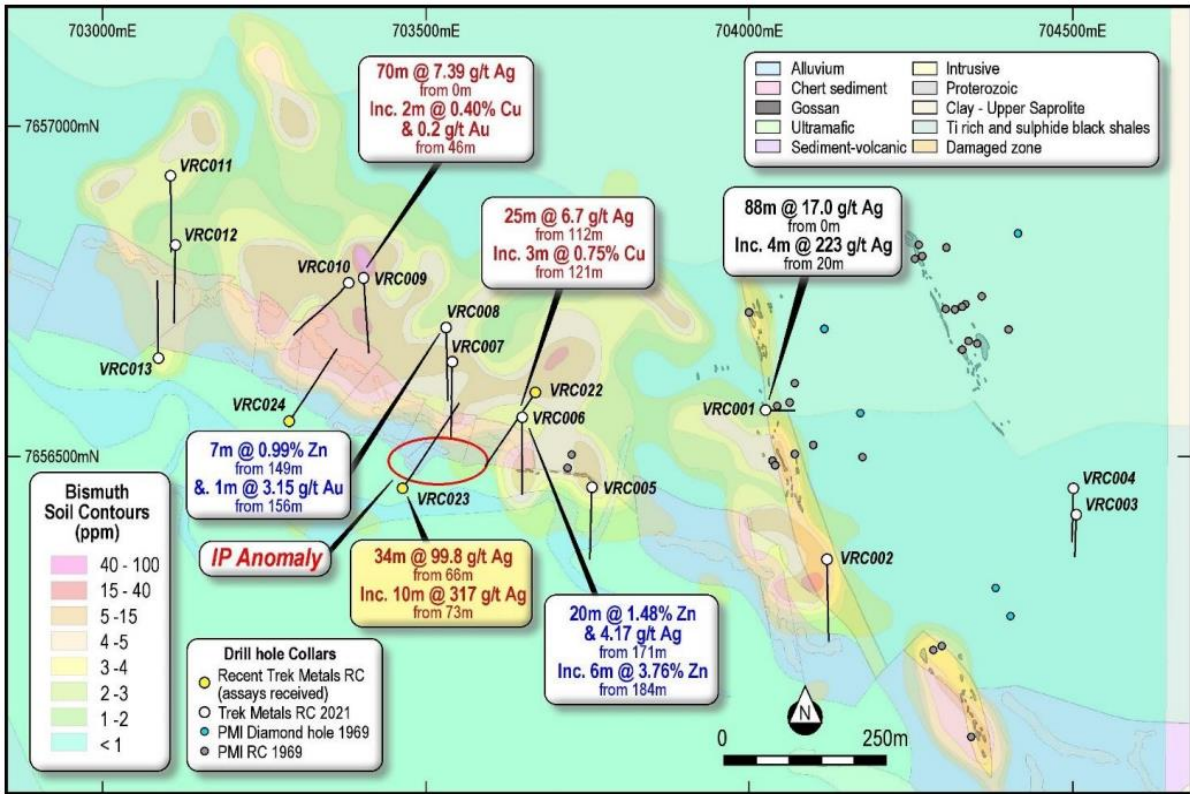 703000mE
703500mE
704000mE
704500mE
7657000mN
7656500mN
70m @ 7.39 g/t Ag
from 0m
Inc. 2m @ 0.40% Cu
& 0.2 g/t Au
from 46m
Alluvium
Chert sediment
Gossan
Ultramafic
Sediment-volcanic
Intrusive
Proterozoic
Clay - Upper Saprolite
Ti rich and sulphide black shales
Damaged zone
VRC011
VRC012
VRC010
VRC009
25m @ 6.7 g/t Ag
from 112m
Inc. 3m @ 0.75% Cu
from 121m
88m @ 17.0 g/t Ag
from 0m
Inc. 4m @ 223 g/t Ag
from 20m
VRC008
VRC007
VRC013
VRC022
VRC024
VRC006
VRC001
7m @ 0.99% Zn
from 149m
&. 1m @ 3.15 g/t Au
from 156m
VRC023
VRC005
VRC004
VRC003
VRC002
IP Anomaly
34m @ 99.8 g/t Ag
from 66m
Inc. 10m @ 317 g/t Ag
from 73m
20m @ 1.48% Zn
& 4.17 g/t Ag
from 171m
Inc. 6m @ 3.76% Zn
from 184m
Bismuth
Soil Contours
(ppm)
40 - 100
15 - 40
5 -15
4 -5
3 -4
2 -3
1 -2
< 1
Drill hole Collars
Recent Trek Metals RC
(assays received)
Trek Metals RC 2021
PMI Diamond hole 1969
PMI RC 1969
N
0 250m